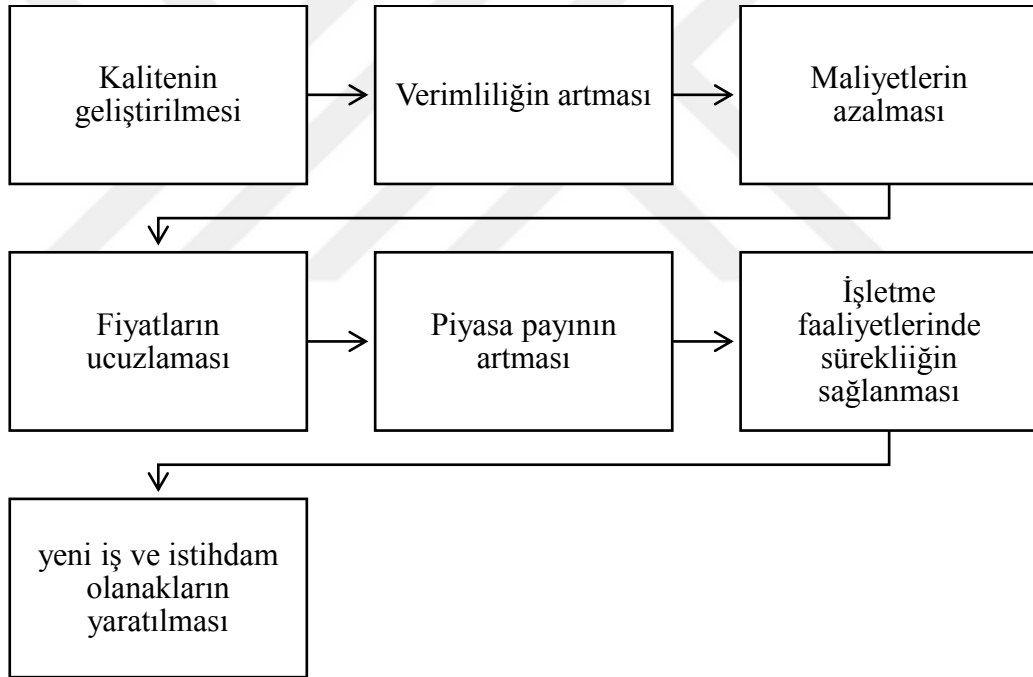 Kalitenin
geliştirilmesi
Verimliliğin artması
Maliyetlerin
azalması
Fiyatların
ucuzlaması
Piyasa payının
artması
İşletme
faaliyetlerinde
sürekliiğin
sağlanması
yeni iş ve istihdam
olanakların
yaratılması